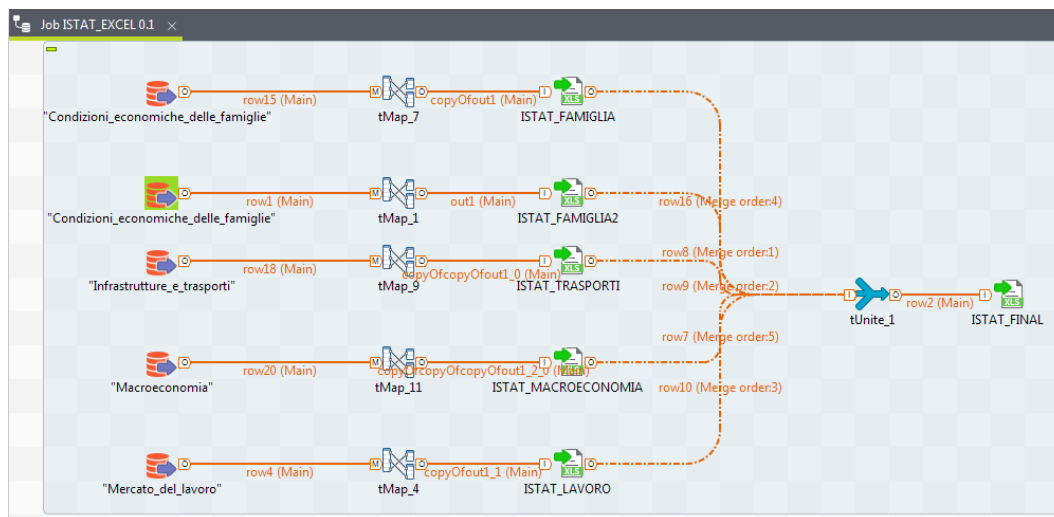 Job ISTAT_EXCEL 0.1
row15 (Main)
copyOfout1 (Main)
"Condizioni_economiche_delle_famiglie"
tMap_7
ISTAT_FAMIGLIA
row1 (Main)
out1 (Main)
row16 (Merge order:4)
"Condizioni_economiche_delle_famiglie"
tMap_1
ISTAT_FAMIGLIA2
row8 (Merge order:1)
row18 (Main)
copyOfcopyOfout1_0 (Main)
"Infrastrutture_e_trasporti"
tMap_9
ISTAT_TRASPORTI
row9 (Merge order:2)
row2 (Main)
tUnite_1
ISTAT_FINAL
row7 (Merge order:5)
row20 (Main)
copyOfcopyOfcopyOfout1_2_0 (Main)
"Macroeconomia"
tMap_11
ISTAT_MACROECONOMIA
row10 (Merge order:3)
row4 (Main)
copyOfout1_1 (Main)
"Mercato_del_lavoro"
tMap_4
ISTAT_LAVORO